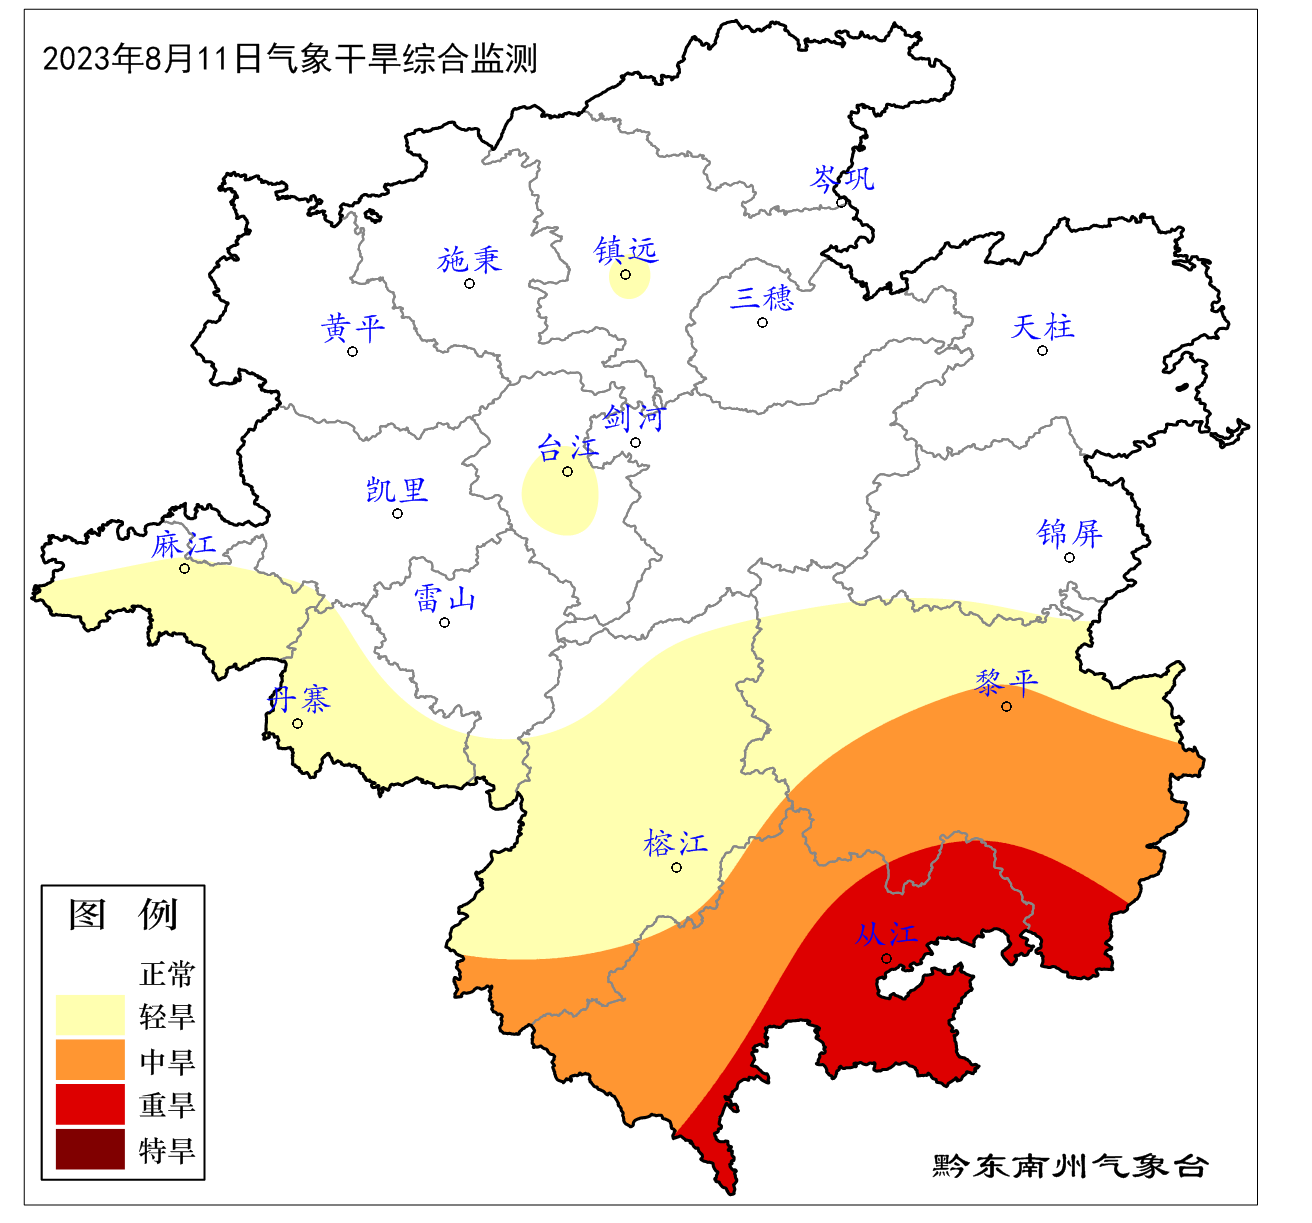 2023年8月11日气象干旱综合监测
岑巩
施秉
镇远
三穗
黄平
天柱
剑河
台江
凯里
锦屏
麻江
雷山
丹寨
黎平
榕江
从江
图 例
正常
轻旱
中旱
重旱
特旱
黔东南州气象台